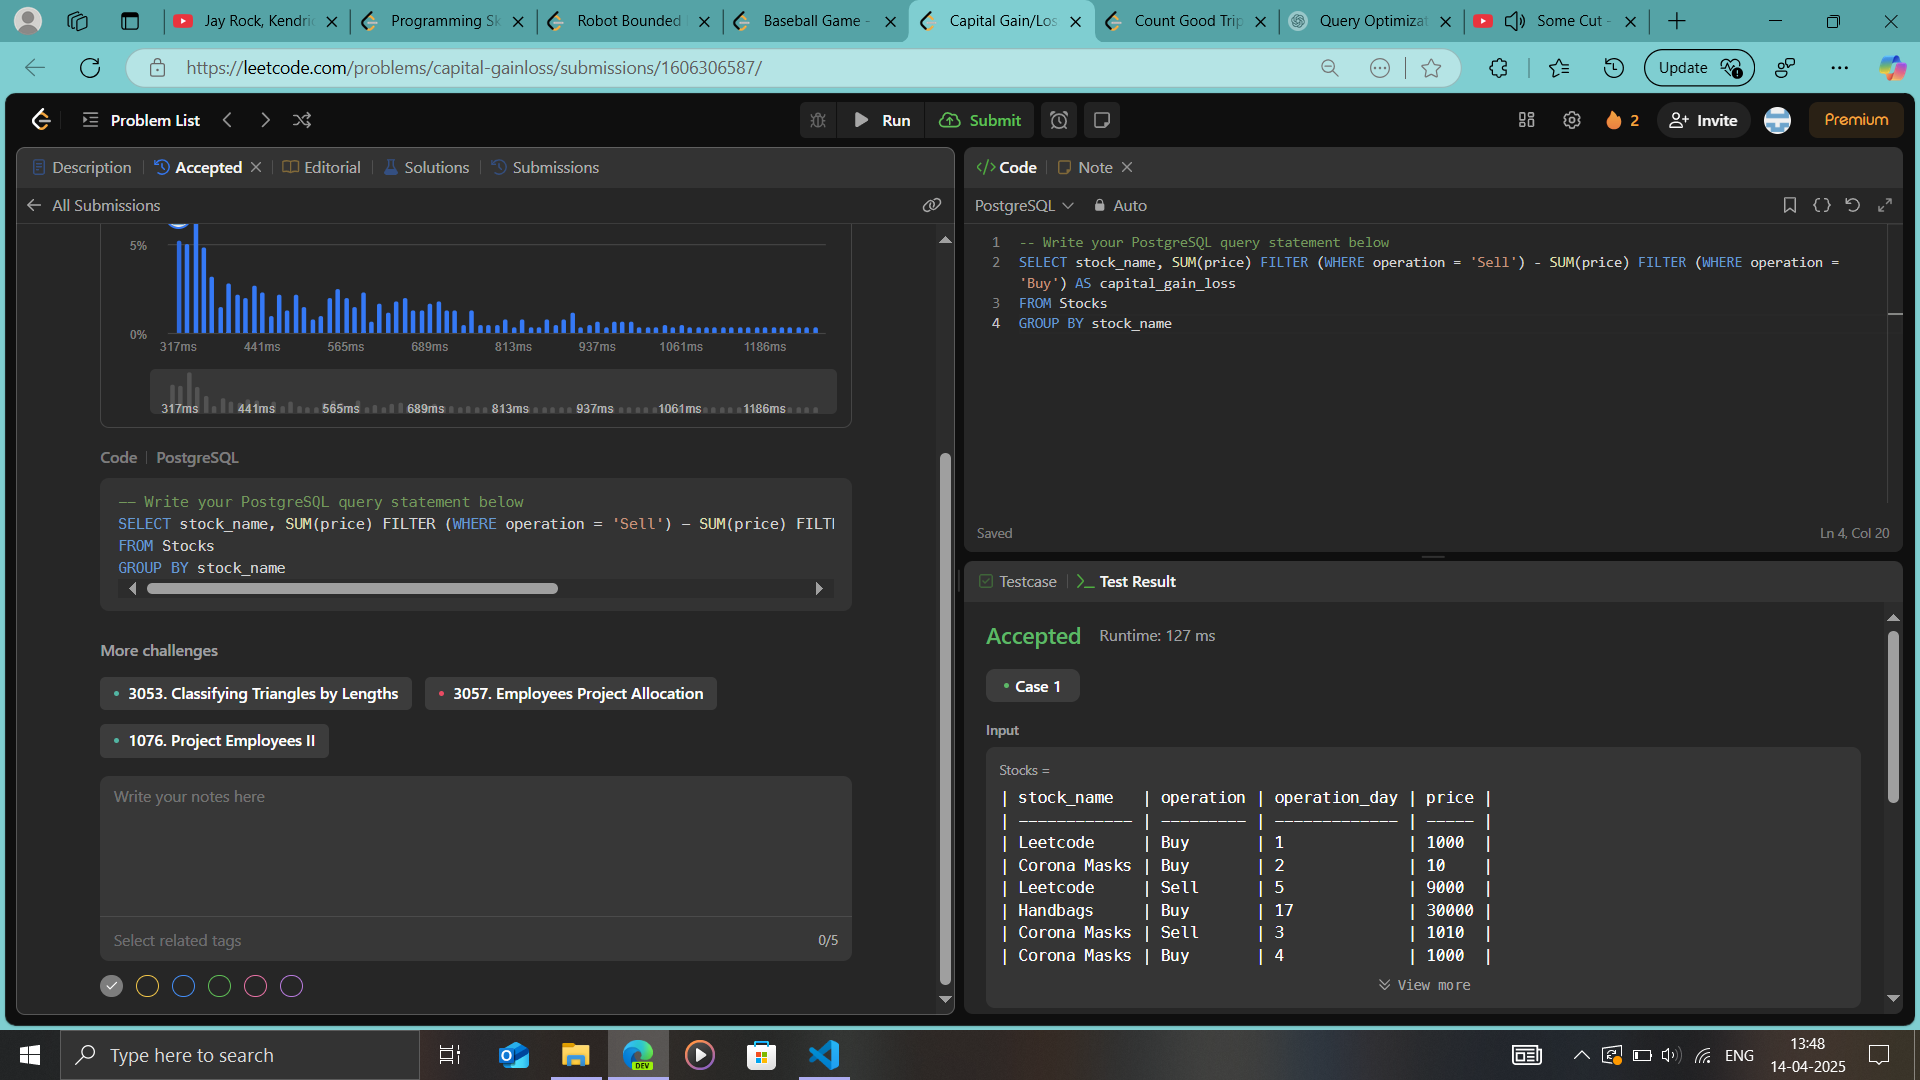 Jay Rock, Kendri
Programming Sk
Robot Bounded
Baseball Game -
Capital Gain/Los
Count Good Trip
Query Optimizat
Some Cut -
https://leetcode.com/problems/capital-gainloss/submissions/1606306587/
Update
Problem List
Run
Submit
2
Invite
Premium
Description
Accepted
Editorial
Solutions
Submissions
All Submissions
5%
0%
317ms 441ms 565ms 689ms 813ms 937ms 1061ms 1186ms
317ms 441ms 565ms 689ms 813ms 937ms 1061ms 1186ms
Code PostgreSQL
-- Write your PostgreSQL query statement below
SELECT stock_name, SUM(price) FILTER (WHERE operation = 'Sell') - SUM(price) FILTE
FROM Stocks
GROUP BY stock_name
More challenges
3053. Classifying Triangles by Lengths
3057. Employees Project Allocation
1076. Project Employees II
Write your notes here
Select related tags
0/5
</> Code
Note
PostgreSQL
Auto
1 -- Write your PostgreSQL query statement below
2 SELECT stock_name, SUM(price) FILTER (WHERE operation = 'Sell') - SUM(price) FILTER (WHERE operation =
'Buy') AS capital_gain_loss
3 FROM Stocks
4 GROUP BY stock_name
Saved
Ln 4, Col 20
Testcase
Test Result
Accepted
Runtime: 127 ms
Case 1
Input
Stocks =
| stock_name | operation | operation_day | price |
| ------------ | --------- | ------------- | ----- |
| Leetcode | Buy | 1 | 1000 |
| Corona Masks | Buy | 2 | 10 |
| Leetcode | Sell | 5 | 9000 |
| Handbags | Buy | 17 | 30000 |
| Corona Masks | Sell | 3 | 1010 |
| Corona Masks | Buy | 4 | 1000 |
View more
Type here to search
DEV
ENG
13:48
14-04-2025